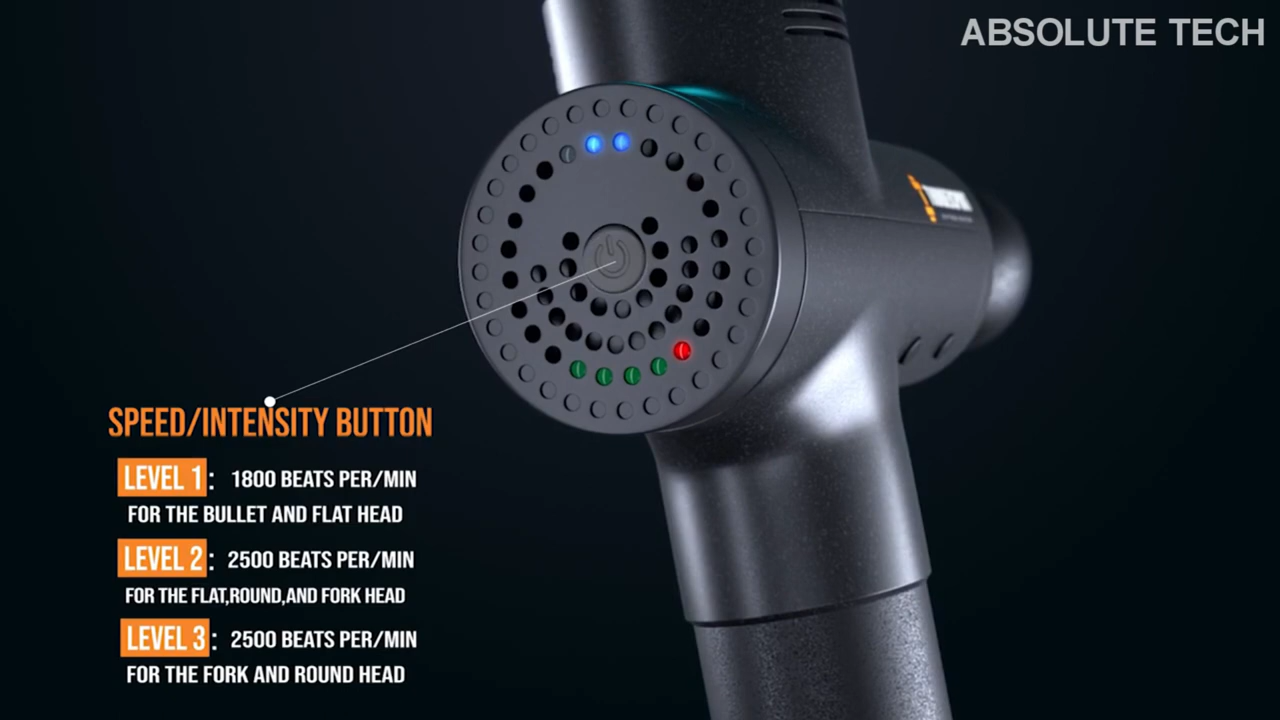 ABSOLUTE TECH
SPEED/INTENSITY BUTTON
LEVEL 1: 1800 BEATS PER/MIN
FOR THE BULLET AND FLAT HEAD
LEVEL 2: 2500 BEATS PER/MIN
FOR THE FLAT,ROUND,AND FORK HEAD
LEVEL 3: 2500 BEATS PER/MIN
FOR THE FORK AND ROUND HEAD